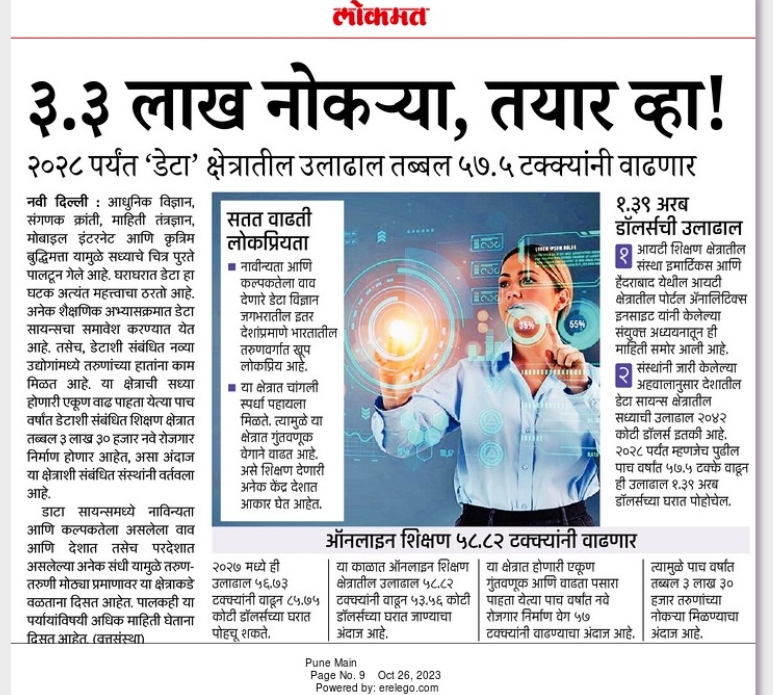 लोकमत
३.३ लाख नोकऱ्या, तयार व्हा!
२०२८ पर्यंत ‘डेटा’ क्षेत्रातील उलाढाल तब्बल ५७.५ टक्क्यांनी वाढणार
नवी दिल्ली : आधुनिक विज्ञान,
संगणक क्रांती, माहिती तंत्रज्ञान,
मोबाइल इंटरनेट आणि कृत्रिम
बुद्धिमत्ता यामुळे सध्याचे चित्र पुरते
पालटून गेले आहे. घराघरात डेटा हा
घटक अत्यंत महत्त्वाचा ठरतो आहे.
अनेक शैक्षणिक अभ्यासक्रमात डेटा
सायन्सचा समावेश करण्यात येत
आहे. तसेच, डेटाशी संबंधित नव्या
उद्योगांमध्ये तरुणांच्या हातांना काम
मिळत आहे. या क्षेत्राची सध्या
होणारी एकूण वाढ पाहता येत्या पाच
वर्षांत डेटाशी संबंधित शिक्षण क्षेत्रात
तब्बल ३ लाख ३० हजार नवे रोजगार
निर्माण होणार आहेत, असा अंदाज
या क्षेत्राशी संबंधित संस्थांनी वर्तवला
आहे.
डाटा सायन्समध्ये नाविन्यता
आणि कल्पकतेला असलेला वाव
आणि देशात तसेच परदेशात
असलेल्या अनेक संधी यामुळे तरुण-
तरुणी मोठ्या प्रमाणावर या क्षेत्राकडे
वळताना दिसत आहेत. पालकही या
पर्यायांविषयी अधिक माहिती घेताना
दिसत आहेत. (वृत्तसंस्था)
सतत वाढती
लोकप्रियता
नावीन्यता आणि
कल्पकतेला वाव
देणारे डेटा विज्ञान
जगभरातील इतर
देशांप्रमाणे भारतातील
तरुणवर्गात खूप
लोकप्रिय आहे.
या क्षेत्रात चांगली
स्पर्धा पहायला
मिळते. त्यामुळे या
क्षेत्रात गुंतवणूक
वेगाने वाढत आहे.
असे शिक्षण देणारी
अनेक केंद्र देशात
आकार घेत आहेत.
LOREM IPSUM DOLOR
35%
55%
१.३९ अरब
डॉलर्सची उलाढाल
१ आयटी शिक्षण क्षेत्रातील
संस्था इमार्टिकस आणि
हैदराबाद येथील आयटी
क्षेत्रातील पोर्टल ॲनालिटिक्स
इनसाइट यांनी केलेल्या
संयुक्त अध्ययनातून ही
माहिती समोर आली आहे.
२ संस्थांनी जारी केलेल्या
अहवालानुसार देशातील
डेटा सायन्स क्षेत्रातील
सध्याची उलाढाल २०४२
कोटी डॉलर्स इतकी आहे.
२०२८ पर्यंत म्हणजेच पुढील
पाच वर्षांत ५७.५ टक्के वाढून
ही उलाढाल १.३९ अरब
डॉलर्सच्या घरात पोहोचेल.
ऑनलाइन शिक्षण ५८.८२ टक्क्यांनी वाढणार
२०२७ मध्ये ही
उलाढाल ५६.७३
टक्क्यांनी वाढून ८५.७५
कोटी डॉलर्सच्या घरात
पोहचू शकते.
या काळात ऑनलाइन शिक्षण
क्षेत्रातील उलाढाल ५८.८२
टक्क्यांनी वाढून ५३.५६ कोटी
डॉलर्सच्या घरात जाण्याचा
अंदाज आहे.
या क्षेत्रात होणारी एकूण
गुंतवणूक आणि वाढता पसारा
पाहता येत्या पाच वर्षांत नवे
रोजगार निर्माण वेग ५७
टक्क्यांनी वाढण्याचा अंदाज आहे.
त्यामुळे पाच वर्षांत
तब्बल ३ लाख ३०
हजार तरुणांच्या
नोकऱ्या मिळण्याचा
अंदाज आहे.
Pune Main
Page No. 9 Oct 26, 2023
Powered by: erelego.com